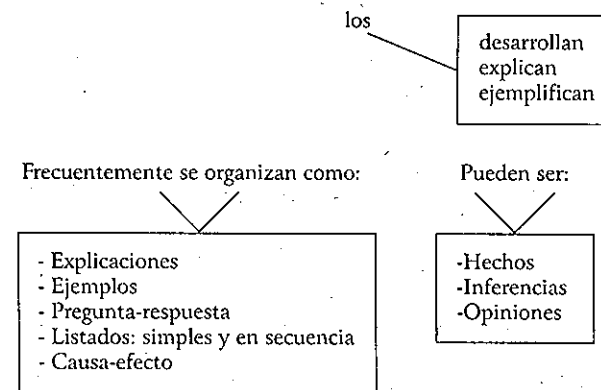 los
desarrollan
explican
ejemplifican
Frecuentemente se organizan como:
- Explicaciones
- Ejemplos
- Pregunta-respuesta
- Listados: simples y en secuencia
- Causa-efecto
Pueden ser:
-Hechos
-Inferencias
-Opiniones